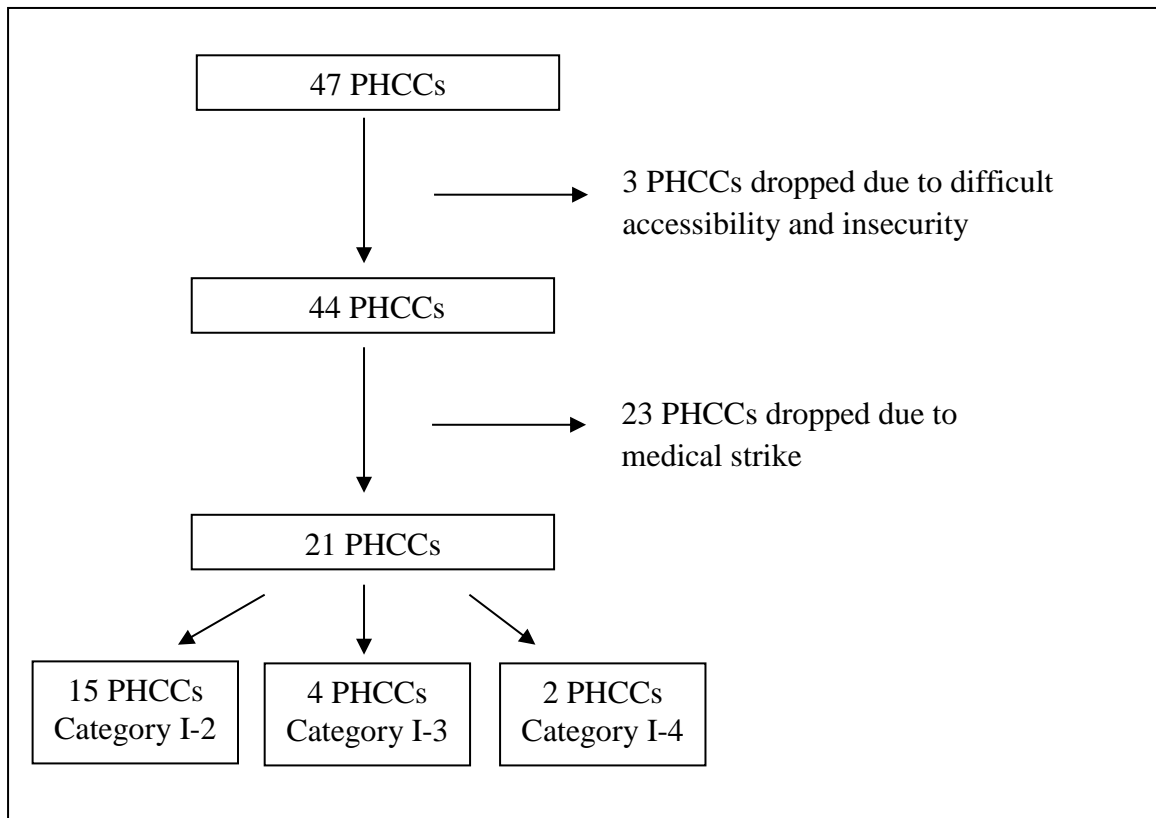 47 PHCCs
3 PHCCs dropped due to difficult
accessibility and insecurity
44 PHCCs
23 PHCCs dropped due to
medical strike
21 PHCCs
15 PHCCs
Category I-2
4 PHCCs
Category I-3
2 PHCCs
Category I-4